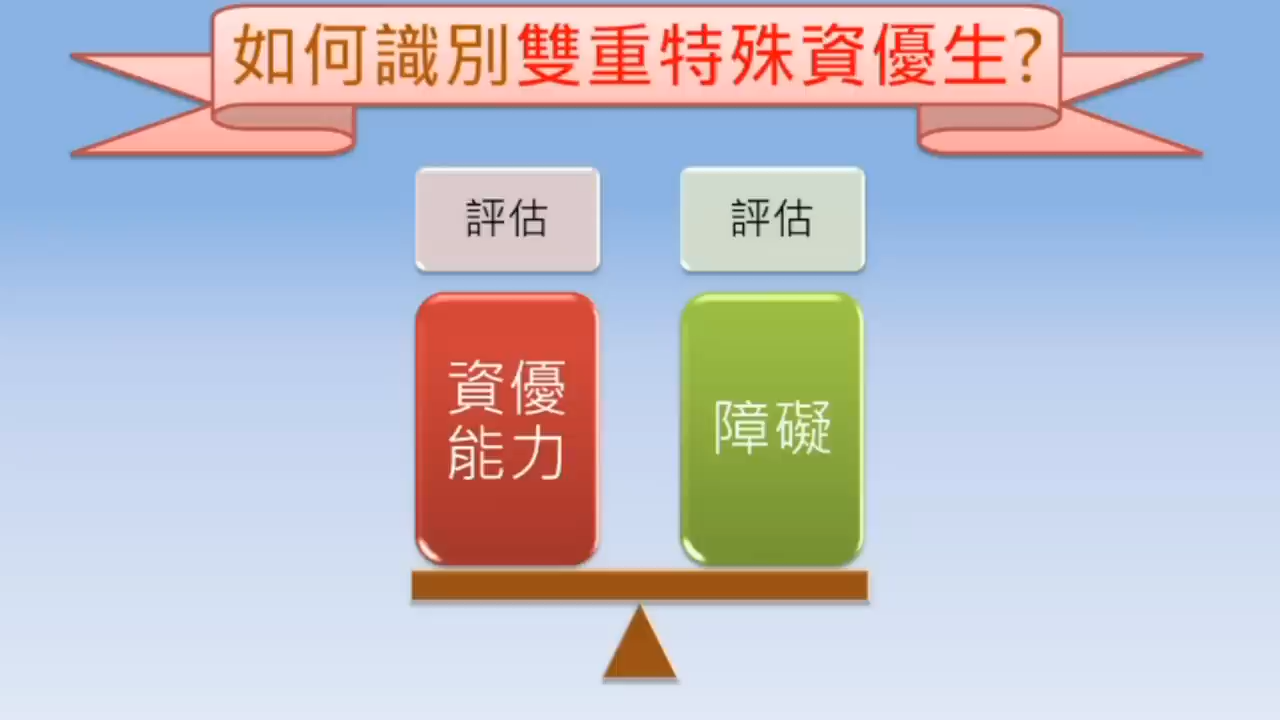 如何識別雙重特殊資優生?
評估
評估
資優
能力
障礙